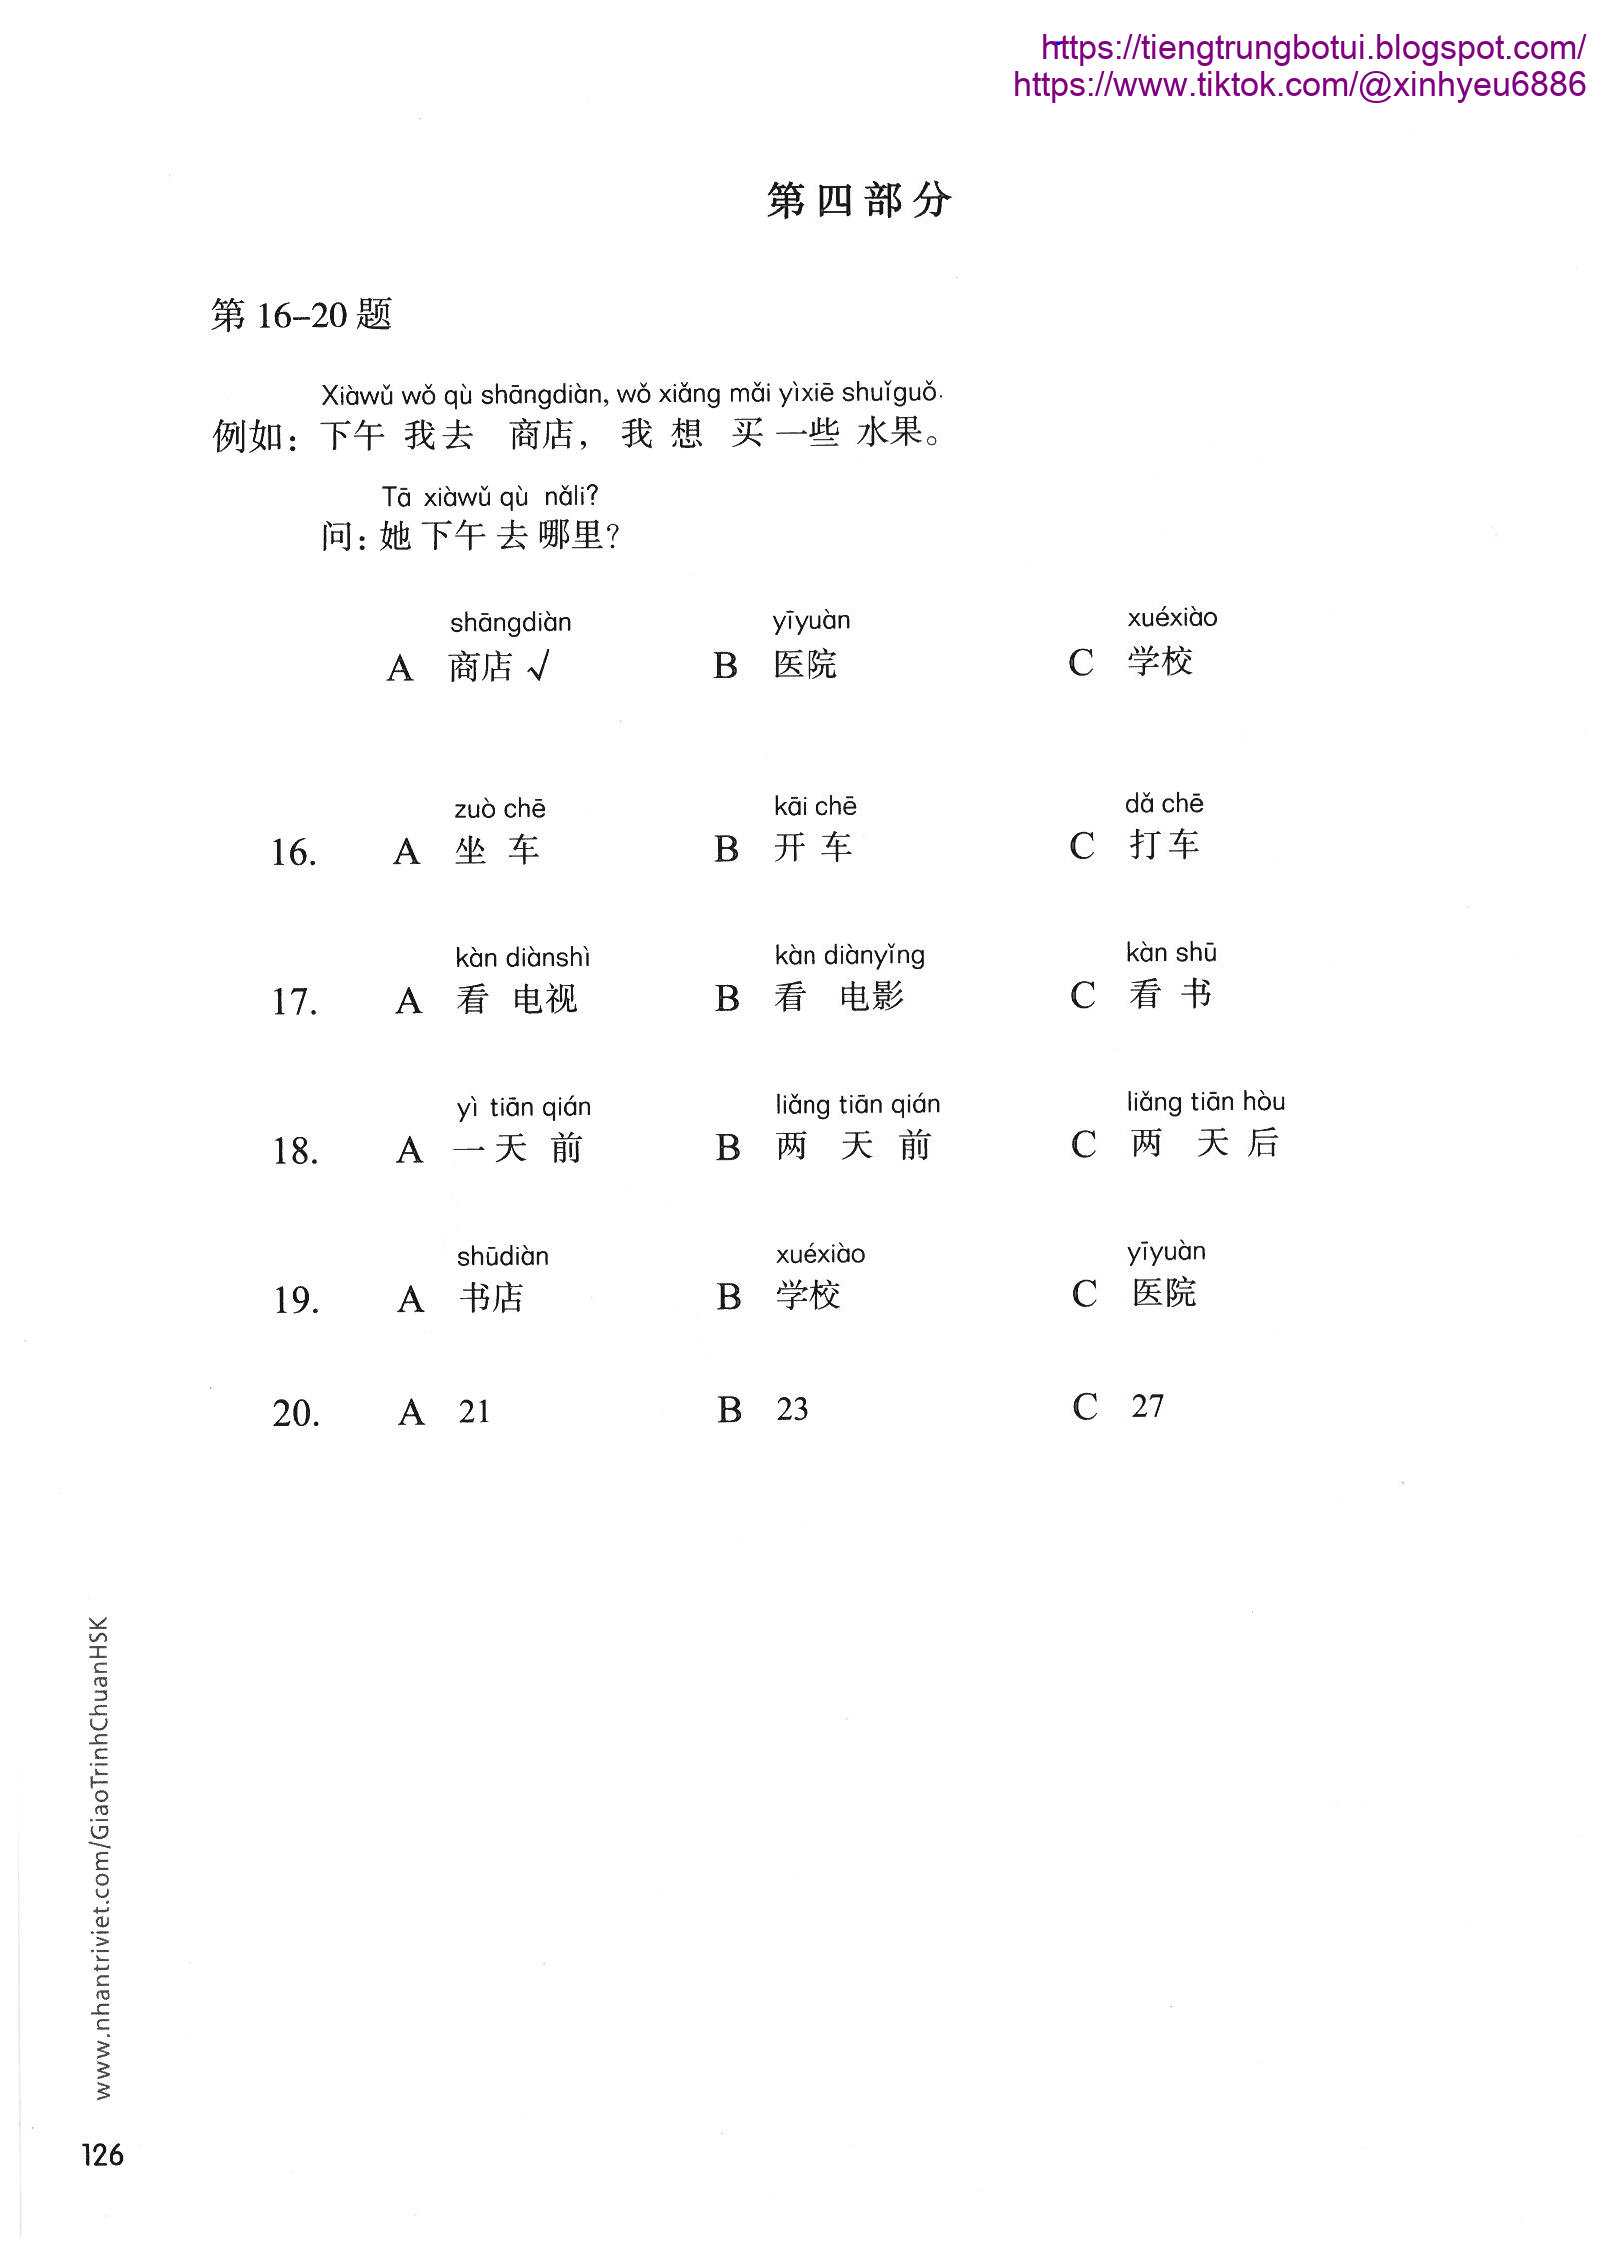 https://tiengtrungbotui.blogspot.com/
https://www.tiktok.com/@xinhyeu6886
第四部分
第 16–20 题
Xiàwǔ wǒ qù shāngdiàn, wǒ xiǎng mǎi yìxiē shuǐguǒ.
例如：下午 我去 商店， 我 想 买 一些 水果。
Tā xiàwǔ qù nǎli?
问：她 下午 去 哪里？
shāngdiàn yīyuàn xuéxiào
A 商店 √ B 医院 C 学校
zuò chē kāi chē dǎ chē
16. A 坐 车 B 开 车 C 打 车
kàn diànshì kàn diànyǐng kàn shū
17. A 看 电视 B 看 电影 C 看 书
yì tiān qián liǎng tiān qián liǎng tiān hòu
18. A 一 天 前 B 两 天 前 C 两 天 后
shūdiàn xuéxiào yīyuàn
19. A 书店 B 学校 C 医院
20. A 21 B 23 C 27
www.nhantriviet.com/GiaoTrinhChuanHSK
126